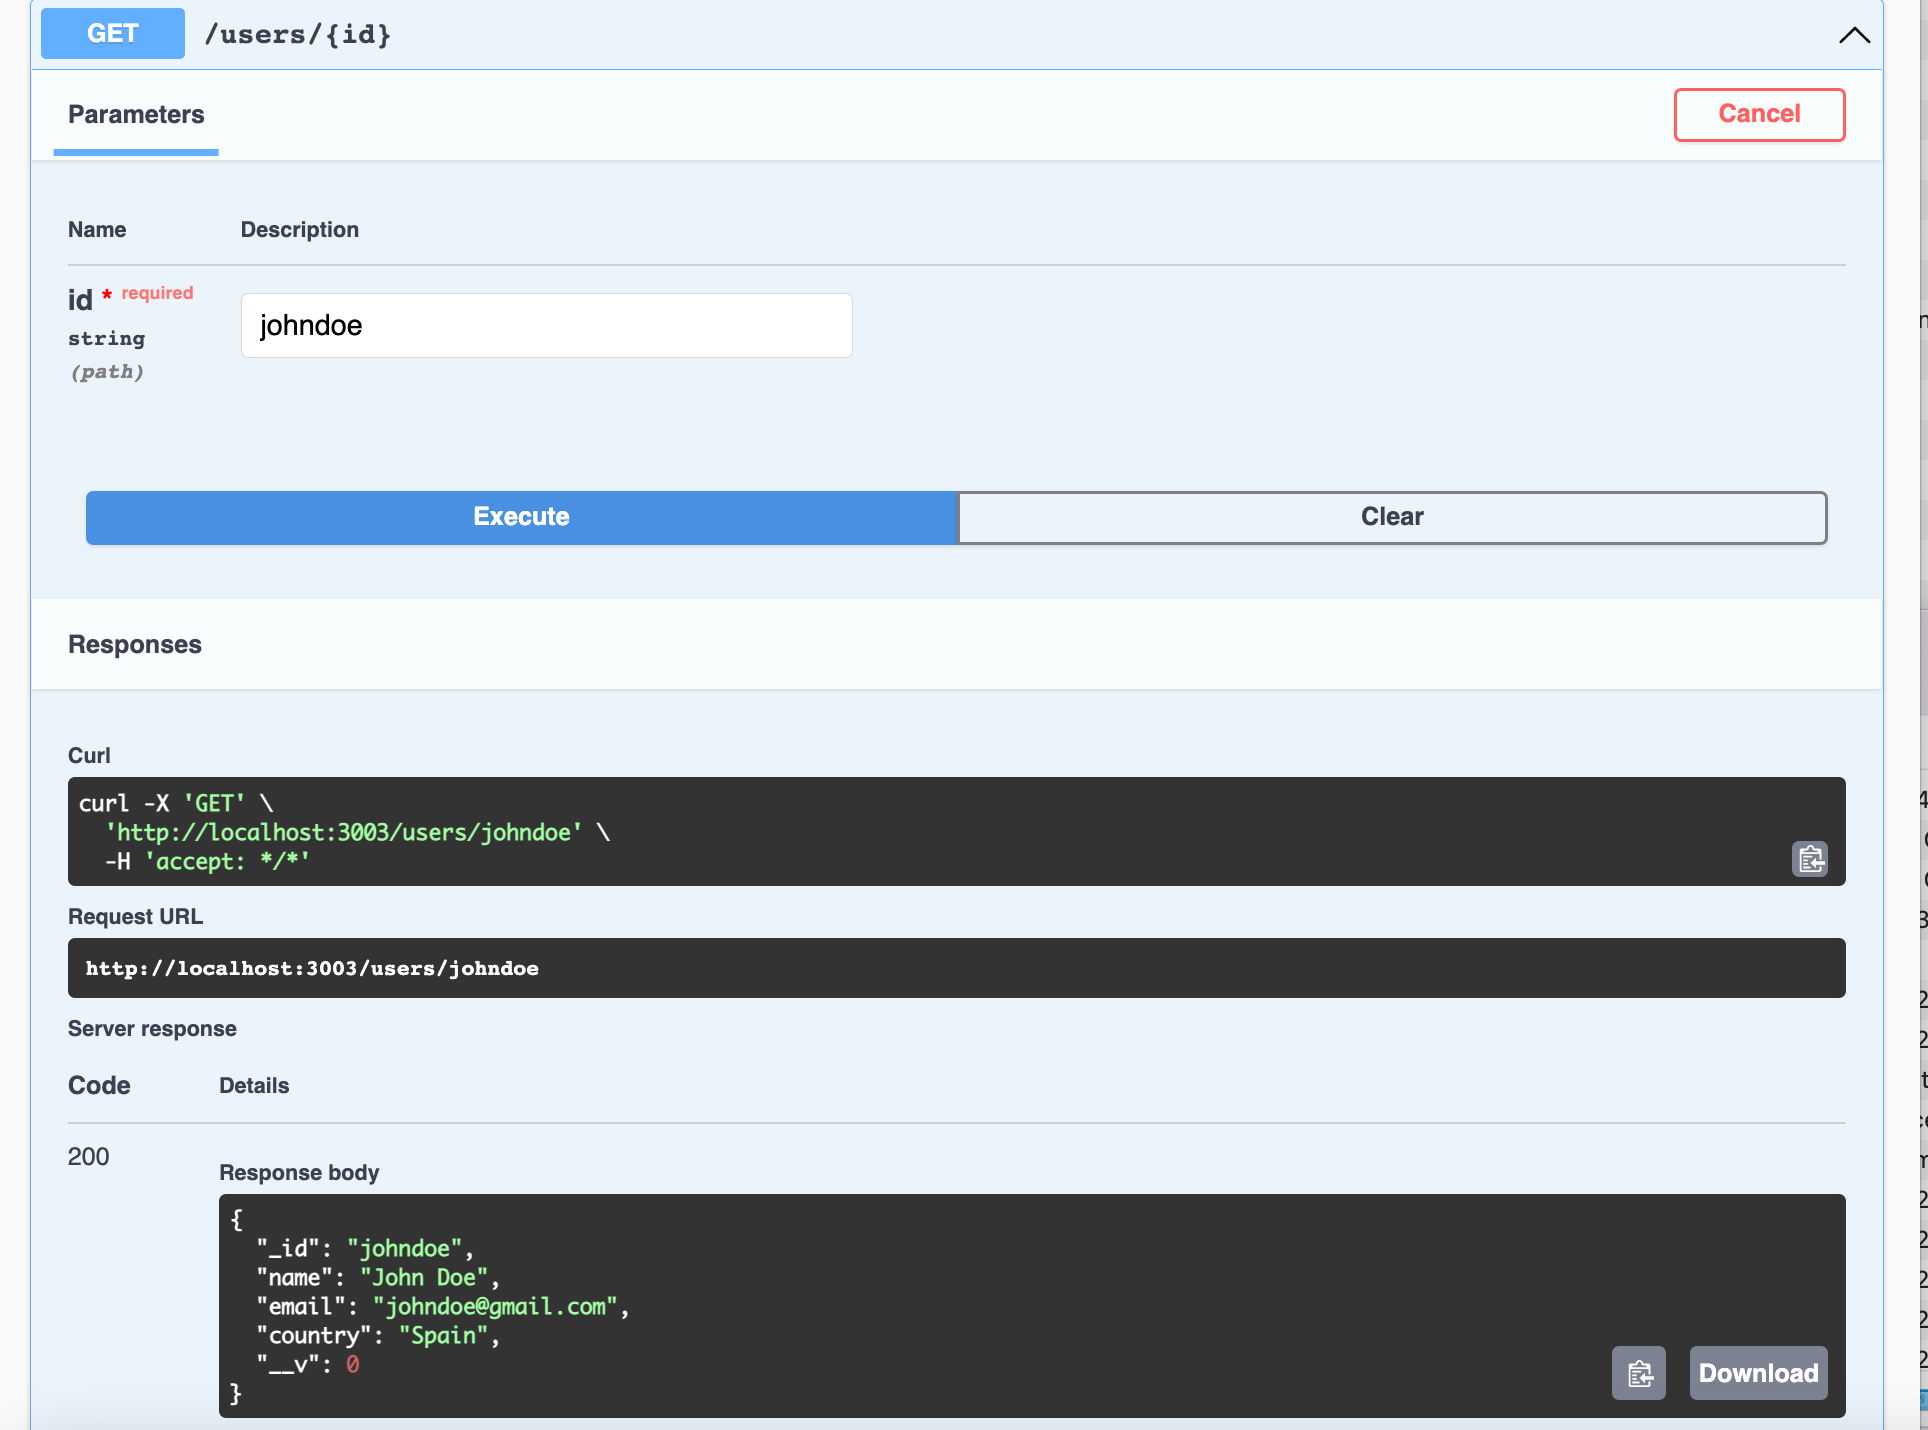 GET /users/{id}
Parameters
Cancel
Name Description
id * required
string
(path)
johndoe
Execute
Clear
Responses
Curl
curl -X 'GET' \
  'http://localhost:3003/users/johndoe' \
  -H 'accept: */*'
Request URL
http://localhost:3003/users/johndoe
Server response
Code Details
200
Response body
{
  "_id": "johndoe",
  "name": "John Doe",
  "email": "johndoe@gmail.com",
  "country": "Spain",
  "__v": 0
}
Download